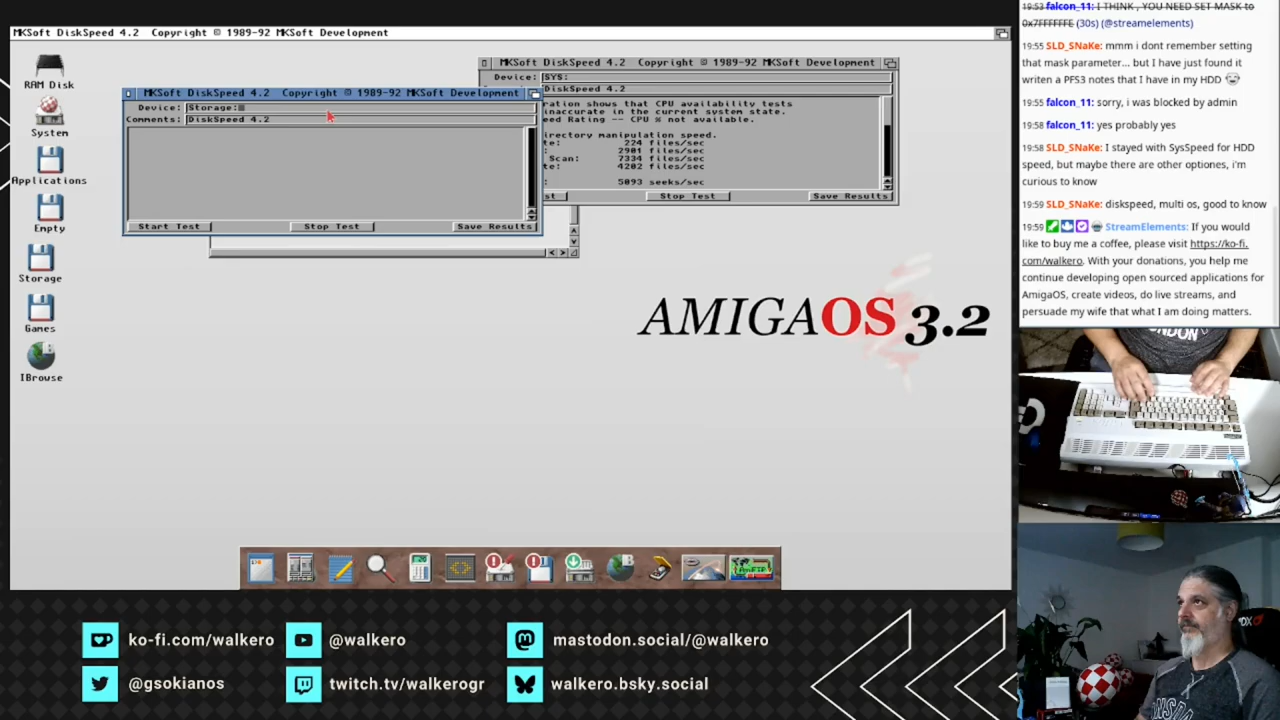 MKSoft DiskSpeed 4.2 Copyright © 1989-92 MKSoft Development
RAM Disk
System
Applications
Empty
Storage
Games
IBrowse
MKSoft DiskSpeed 4.2 Copyright © 1989-92 MKSoft Development
Device: SYS:
DiskSpeed 4.2
ration shows that CPU availability tests
inaccurate in the current system state.
eed Rating -- CPU % not available.
irectory manipulation speed.
te: 224 files/sec
: 2901 files/sec
Scan: 7334 files/sec
te: 4202 files/sec
: 5093 seeks/sec
st Stop Test Save Results
MKSoft DiskSpeed 4.2 Copyright © 1989-92 MKSoft Development
Device: Storage:
Comments: DiskSpeed 4.2
Start Test Stop Test Save Results
AMIGAOS 3.2
19:53 falcon_11: I THINK , YOU NEED SET MASK to
0x7FFFFFFE (30s) (@streamelements)
19:55 SLD_SNaKe: mmm i dont remember setting
that mask parameter... but I have just found it
writen a PFS3 notes that I have in my HDD
19:55 falcon_11: sorry, i was blocked by admin
19:58 falcon_11: yes probably yes
19:58 SLD_SNaKe: I stayed with SysSpeed for HDD
speed, but maybe there are other optiones, i'm
curious to know
19:59 SLD_SNaKe: diskspeed, multi os, good to know
19:59 StreamElements: If you would
like to buy me a coffee, please visit https://ko-fi.
com/walkero. With your donations, you help me
continue developing open sourced applications for
AmigaOS, create videos, do live streams, and
persuade my wife that what I am doing matters.
ko-fi.com/walkero
@walkero
mastodon.social/@walkero
@gsokianos
twitch.tv/walkerogr
walkero.bsky.social